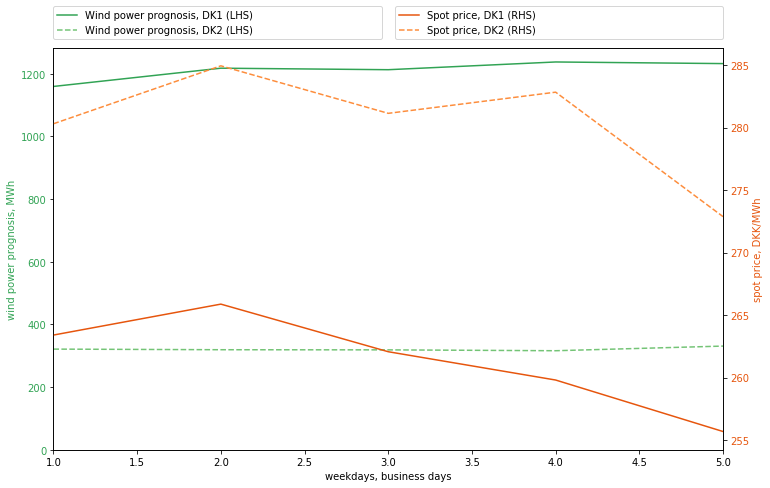 Wind power prognosis, DK1 (LHS)
Wind power prognosis, DK2 (LHS)
Spot price, DK1 (RHS)
Spot price, DK2 (RHS)
wind power prognosis, MWh
1200
1000
800
600
400
200
0
285
280
275
270
265
260
255
spot price, DKK/MWh
1.0 1.5 2.0 2.5 3.0 3.5 4.0 4.5 5.0
weekdays, business days